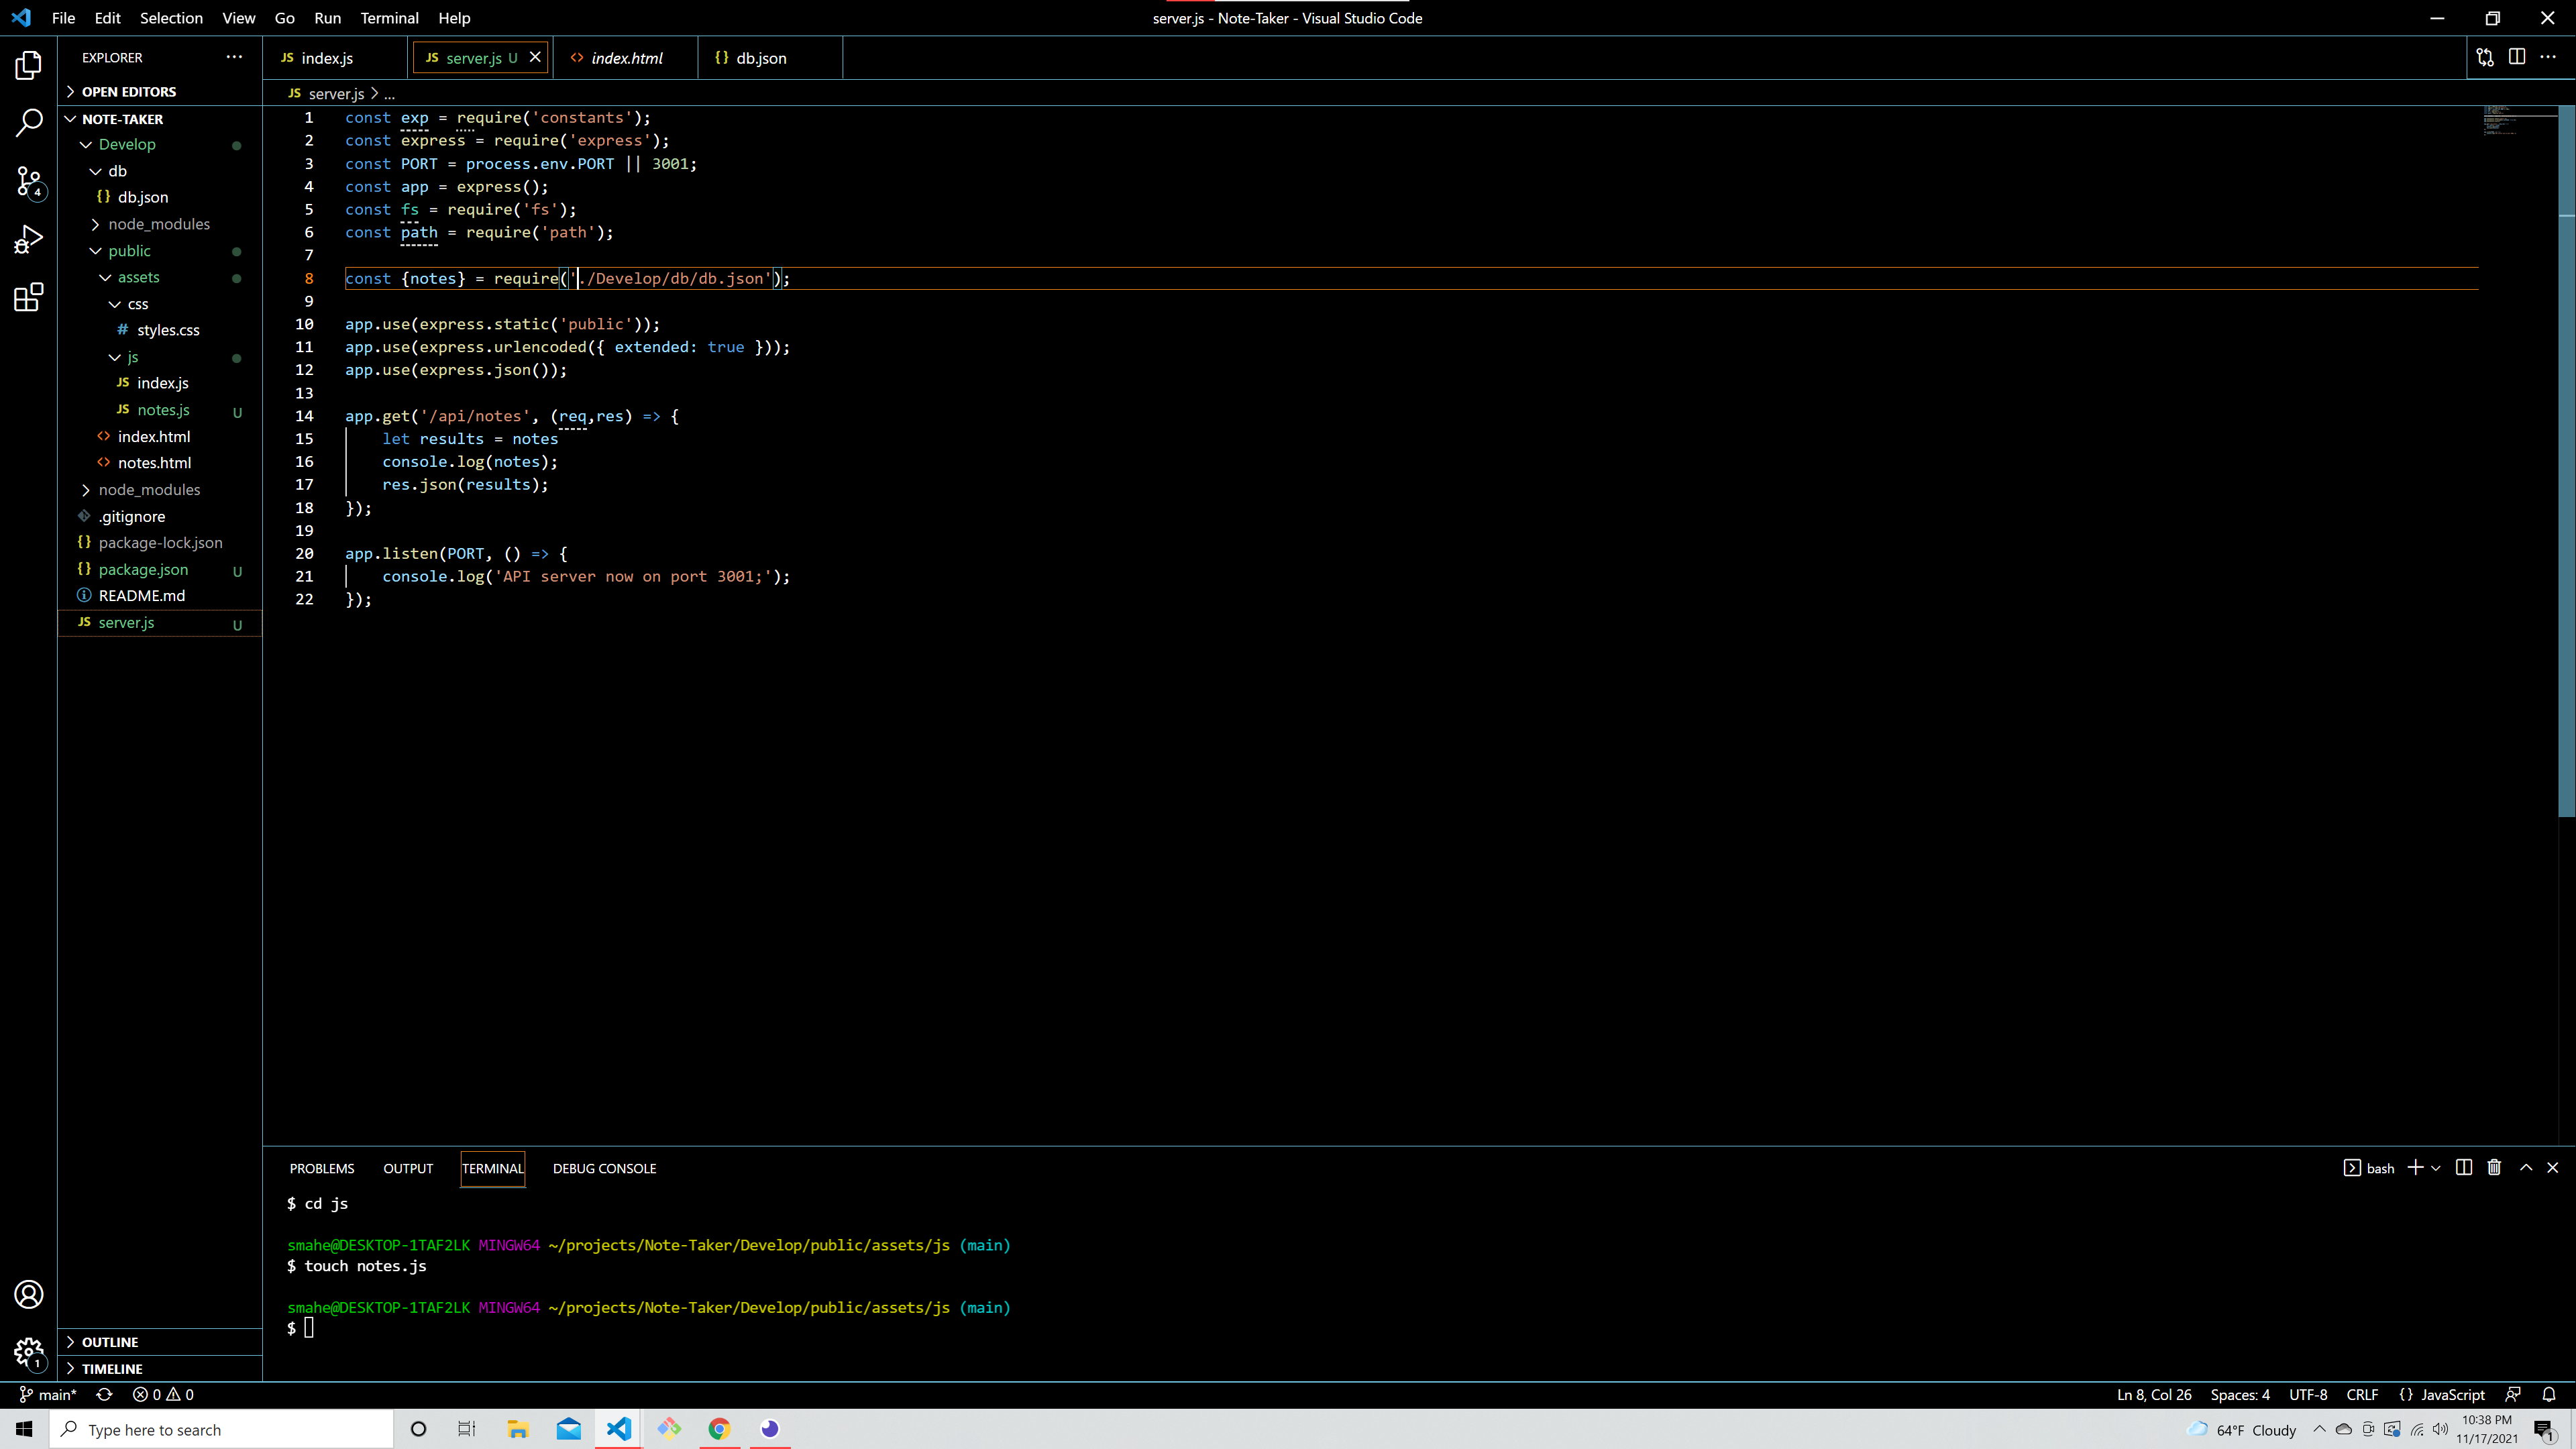 File Edit Selection View Go Run Terminal Help
server.js - Note-Taker - Visual Studio Code
EXPLORER
OPEN EDITORS
NOTE-TAKER
Develop
db
{} db.json
node_modules
public
assets
css
# styles.css
js
JS index.js
JS notes.js U
<> index.html
<> notes.html
node_modules
.gitignore
{} package-lock.json
{} package.json U
README.md
JS server.js U
OUTLINE
TIMELINE
4
1
JS index.js
JS server.js U
<> index.html
{} db.json
JS server.js > ...
1 const exp = require('constants');
2 const express = require('express');
3 const PORT = process.env.PORT || 3001;
4 const app = express();
5 const fs = require('fs');
6 const path = require('path');
7
8 const {notes} = require('./Develop/db/db.json');
9
10 app.use(express.static('public'));
11 app.use(express.urlencoded({ extended: true }));
12 app.use(express.json());
13
14 app.get('/api/notes', (req,res) => {
15 let results = notes
16 console.log(notes);
17 res.json(results);
18 });
19
20 app.listen(PORT, () => {
21 console.log('API server now on port 3001;');
22 });
PROBLEMS OUTPUT TERMINAL DEBUG CONSOLE
bash
$ cd js
smahe@DESKTOP-1TAF2LK MINGW64 ~/projects/Note-Taker/Develop/public/assets/js (main)
$ touch notes.js
smahe@DESKTOP-1TAF2LK MINGW64 ~/projects/Note-Taker/Develop/public/assets/js (main)
$
main* 0 0
Ln 8, Col 26 Spaces: 4 UTF-8 CRLF {} JavaScript
Type here to search
64°F Cloudy
10:38 PM
11/17/2021
1